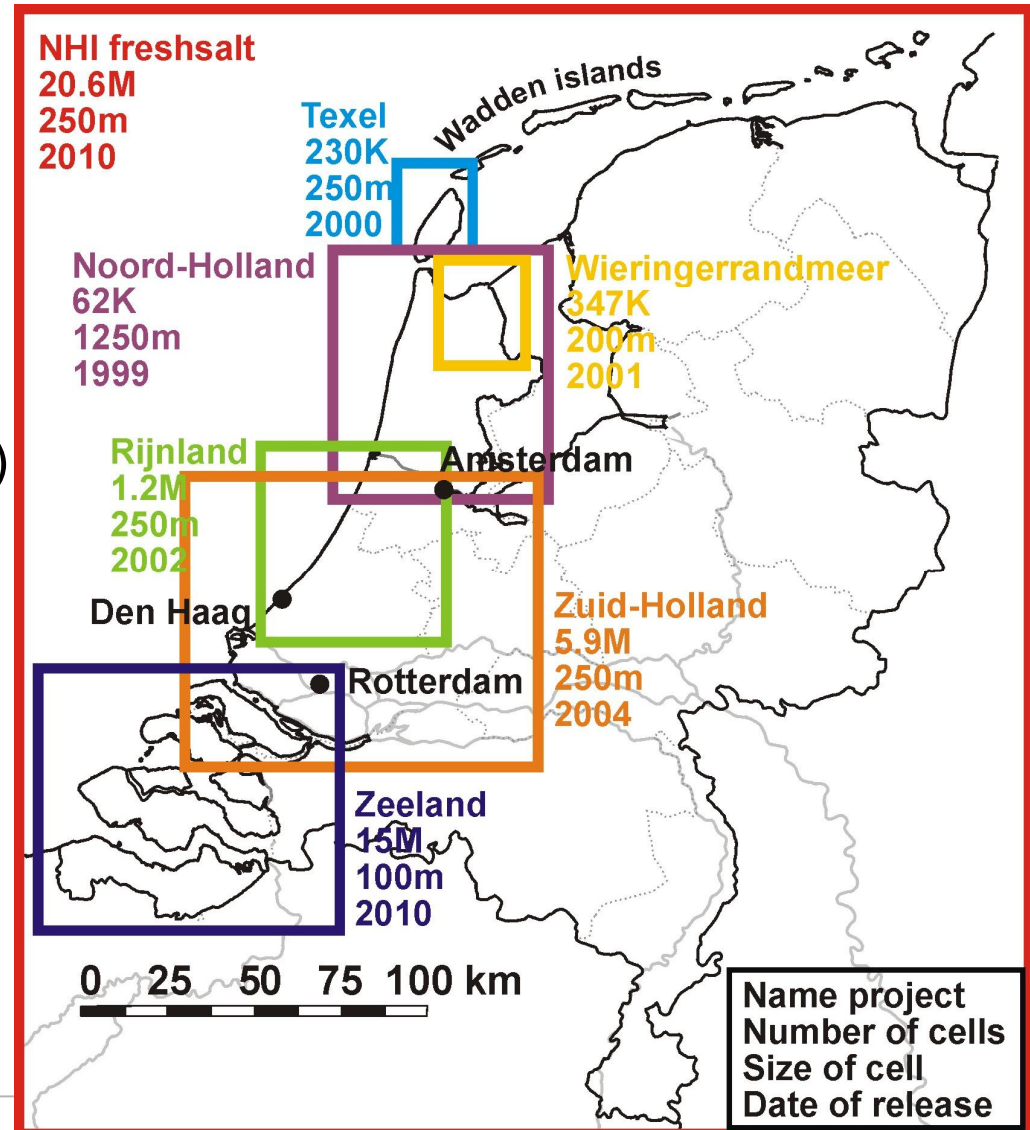 NHI freshsalt
20.6M
250m
2010
Wadden islands
Texel
230K
250m
2000
Noord-Holland
62K
1250m
1999
Wieringerrandmeer
347K
200m
2001
)
Rijnland
1.2M
250m
2002
Amsterdam
Den Haag
Zuid-Holland
5.9M
250m
2004
Rotterdam
Zeeland
15M
100m
2010
0 25 50 75 100 km
Name project
Number of cells
Size of cell
Date of release